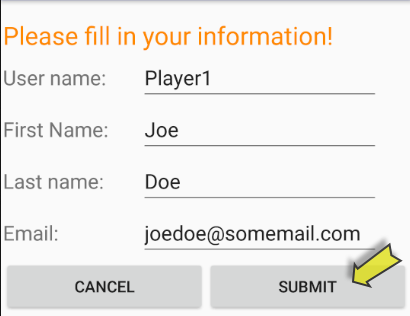 Please fill in your information!
User name: Player1
First Name: Joe
Last name: Doe
Email: joedoe@somemail.com
CANCEL SUBMIT